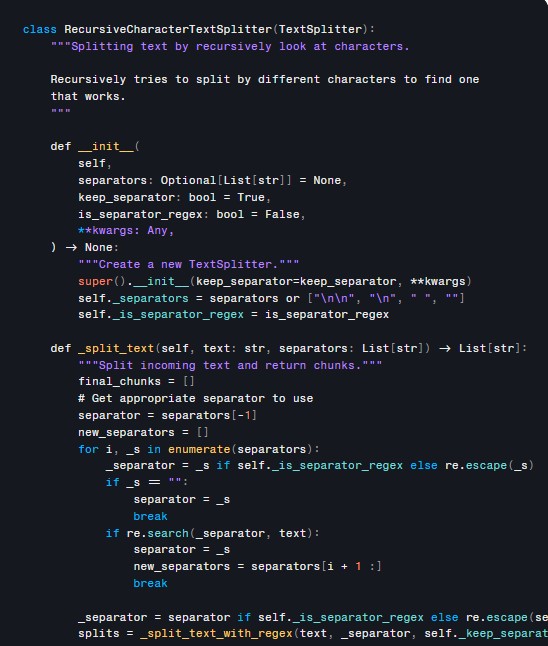 class RecursiveCharacterTextSplitter(TextSplitter):
    """Splitting text by recursively look at characters.

    Recursively tries to split by different characters to find one
    that works.
    """

    def __init__(
        self,
        separators: Optional[List[str]] = None,
        keep_separator: bool = True,
        is_separator_regex: bool = False,
        **kwargs: Any,
    ) -> None:
        """Create a new TextSplitter."""
        super().__init__(keep_separator=keep_separator, **kwargs)
        self._separators = separators or ["\n\n", "\n", " ", ""]
        self._is_separator_regex = is_separator_regex

    def _split_text(self, text: str, separators: List[str]) -> List[str]:
        """Split incoming text and return chunks."""
        final_chunks = []
        # Get appropriate separator to use
        separator = separators[-1]
        new_separators = []
        for i, _s in enumerate(separators):
            _separator = _s if self._is_separator_regex else re.escape(_s)
            if _s == "":
                separator = _s
                break
            if re.search(_separator, text):
                separator = _s
                new_separators = separators[i + 1 :]
                break

        _separator = separator if self._is_separator_regex else re.escape(se
        splits = _split_text_with_regex(text, _separator, self._keep_separat